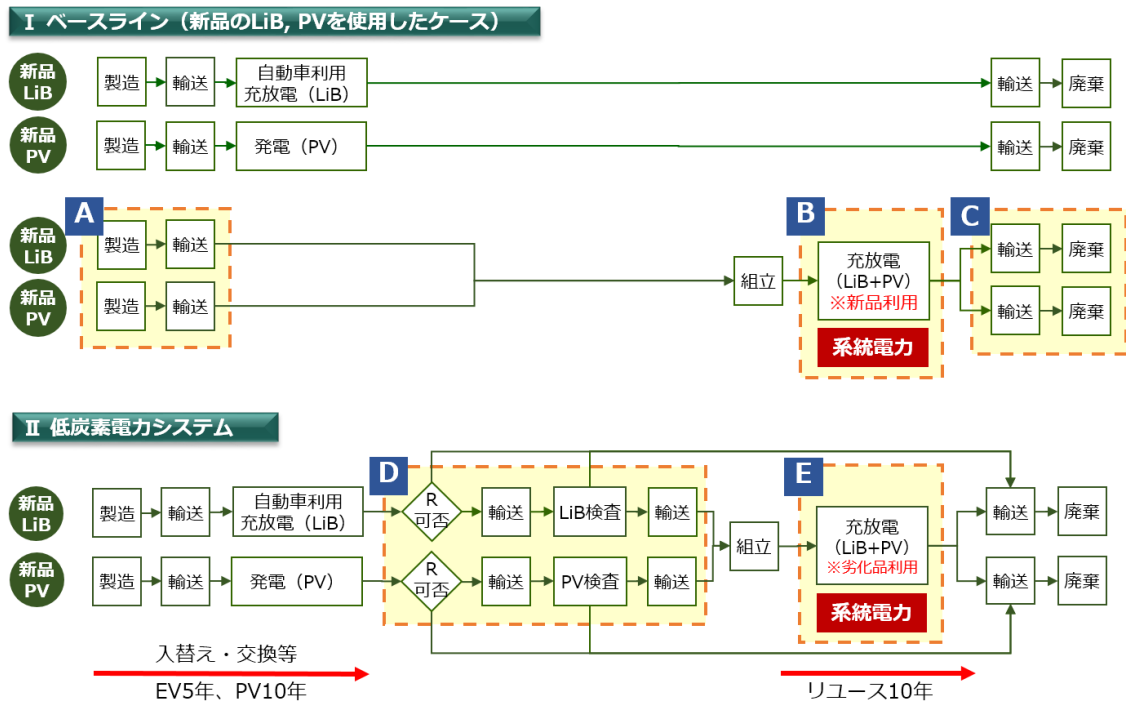 Ⅰ ベースライン（新品のLiB, PVを使用したケース）
新品
LiB
製造
輸送
自動車利用
充放電（LiB）
輸送
廃棄
新品
PV
製造
輸送
発電（PV）
輸送
廃棄
A
B
C
新品
LiB
製造
輸送
新品
PV
製造
輸送
組立
充放電
（LiB+PV）
※新品利用
系統電力
輸送
廃棄
輸送
廃棄
Ⅱ 低炭素電力システム
D
E
新品
LiB
製造
輸送
自動車利用
充放電（LiB）
R
可否
輸送
LiB検査
輸送
新品
PV
製造
輸送
発電（PV）
R
可否
輸送
PV検査
輸送
組立
充放電
（LiB+PV）
※劣化品利用
系統電力
輸送
廃棄
輸送
廃棄
入替え・交換等
EV5年、PV10年
リユース10年